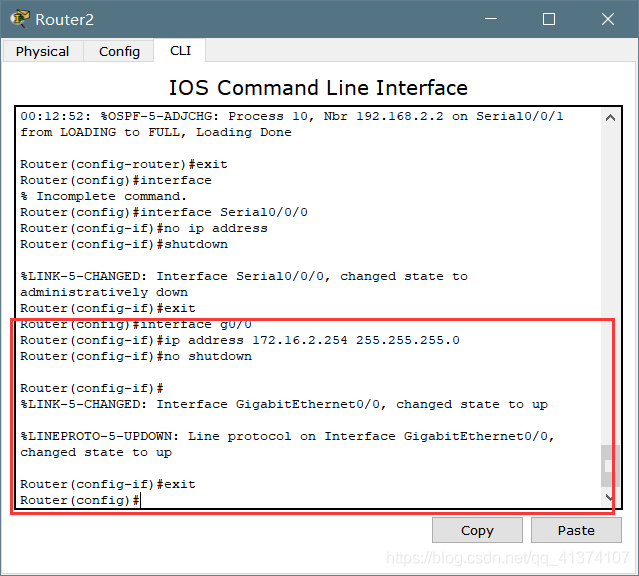 Router2
Physical Config CLI
IOS Command Line Interface
00:12:52: %OSPF-5-ADJCHG: Process 10, Nbr 192.168.2.2 on Serial0/0/1
from LOADING to FULL, Loading Done
Router(config-router)#exit
Router(config)#interface
% Incomplete command.
Router(config)#interface Serial0/0/0
Router(config-if)#no ip address
Router(config-if)#shutdown
%LINK-5-CHANGED: Interface Serial0/0/0, changed state to
administratively down
Router(config-if)#exit
Router(config)#interface g0/0
Router(config-if)#ip address 172.16.2.254 255.255.255.0
Router(config-if)#no shutdown
Router(config-if)#
%LINK-5-CHANGED: Interface GigabitEthernet0/0, changed state to up
%LINEPROTO-5-UPDOWN: Line protocol on Interface GigabitEthernet0/0,
changed state to up
Router(config-if)#exit
Router(config)#
Copy Paste
https://blog.csdn.net/qq_41374107